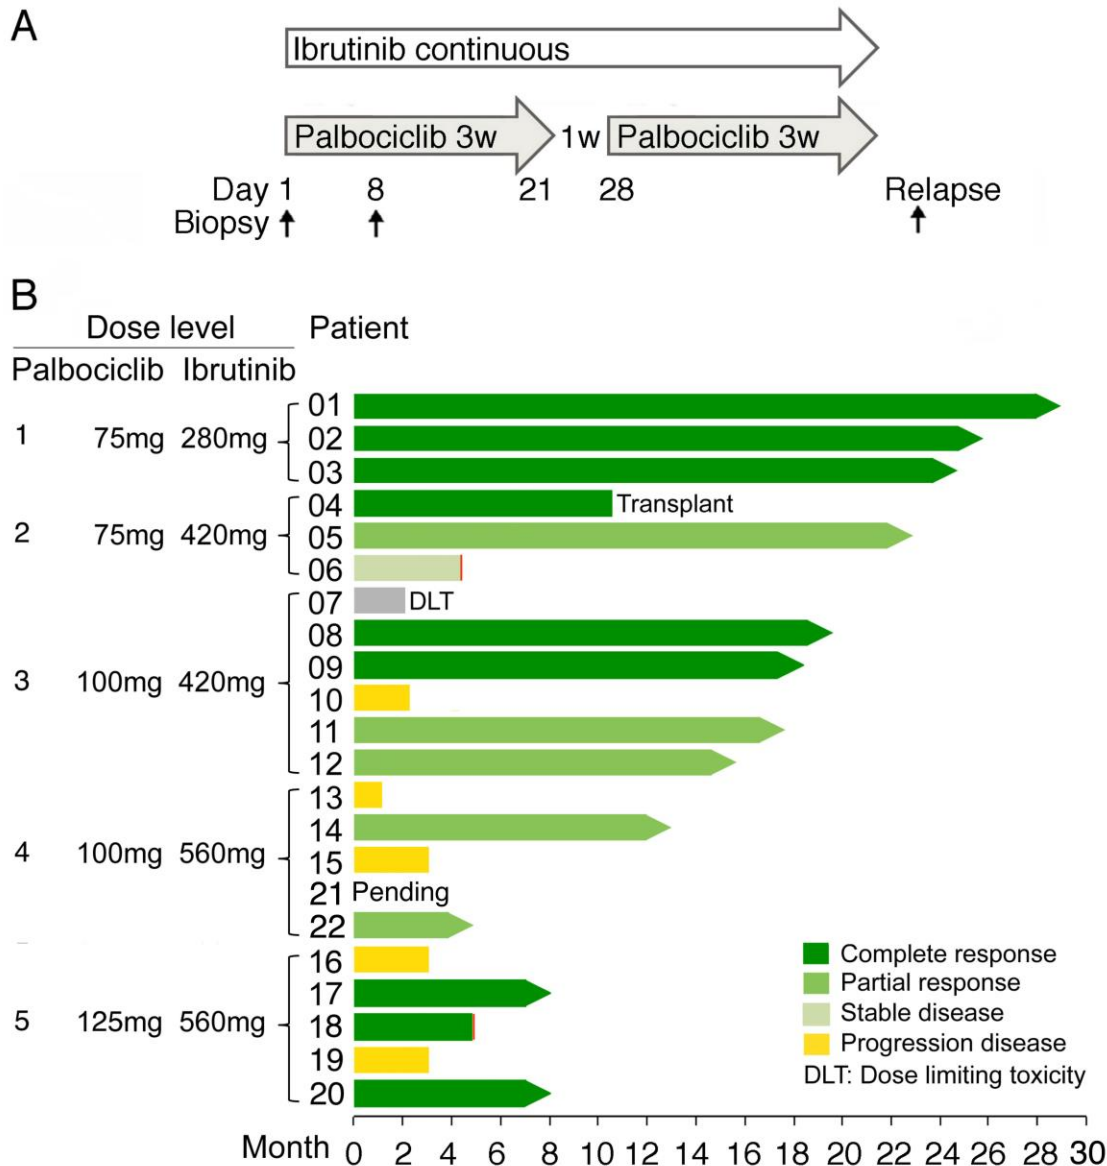 A
Ibrutinib continuous
Palbociclib 3w 1w Palbociclib 3w
Day 1 8 21 28 Relapse
Biopsy
B
Dose level Patient
Palbociclib Ibrutinib
01
1 75mg 280mg 02
03
04 Transplant
2 75mg 420mg 05
06
07 DLT
08
09
3 100mg 420mg
10
11
12
13
14
4 100mg 560mg 15
21 Pending
22
16
17
5 125mg 560mg 18
19
20
Complete response
Partial response
Stable disease
Progression disease
DLT: Dose limiting toxicity
Month 0 2 4 6 8 10 12 14 16 18 20 22 24 26 28 30